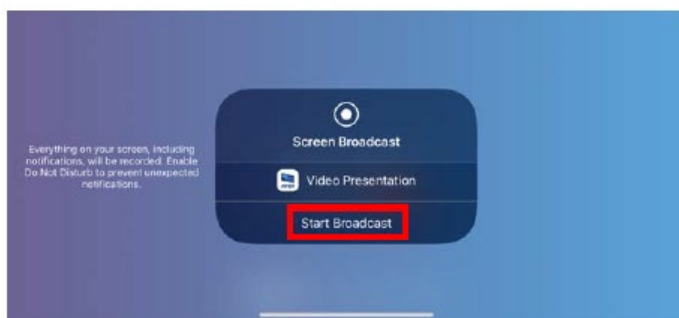 Everything on your screen, including
notifications, will be recorded. Enable
Do Not Disturb to prevent unexpected
notifications.
Screen Broadcast
Video Presentation
Start Broadcast